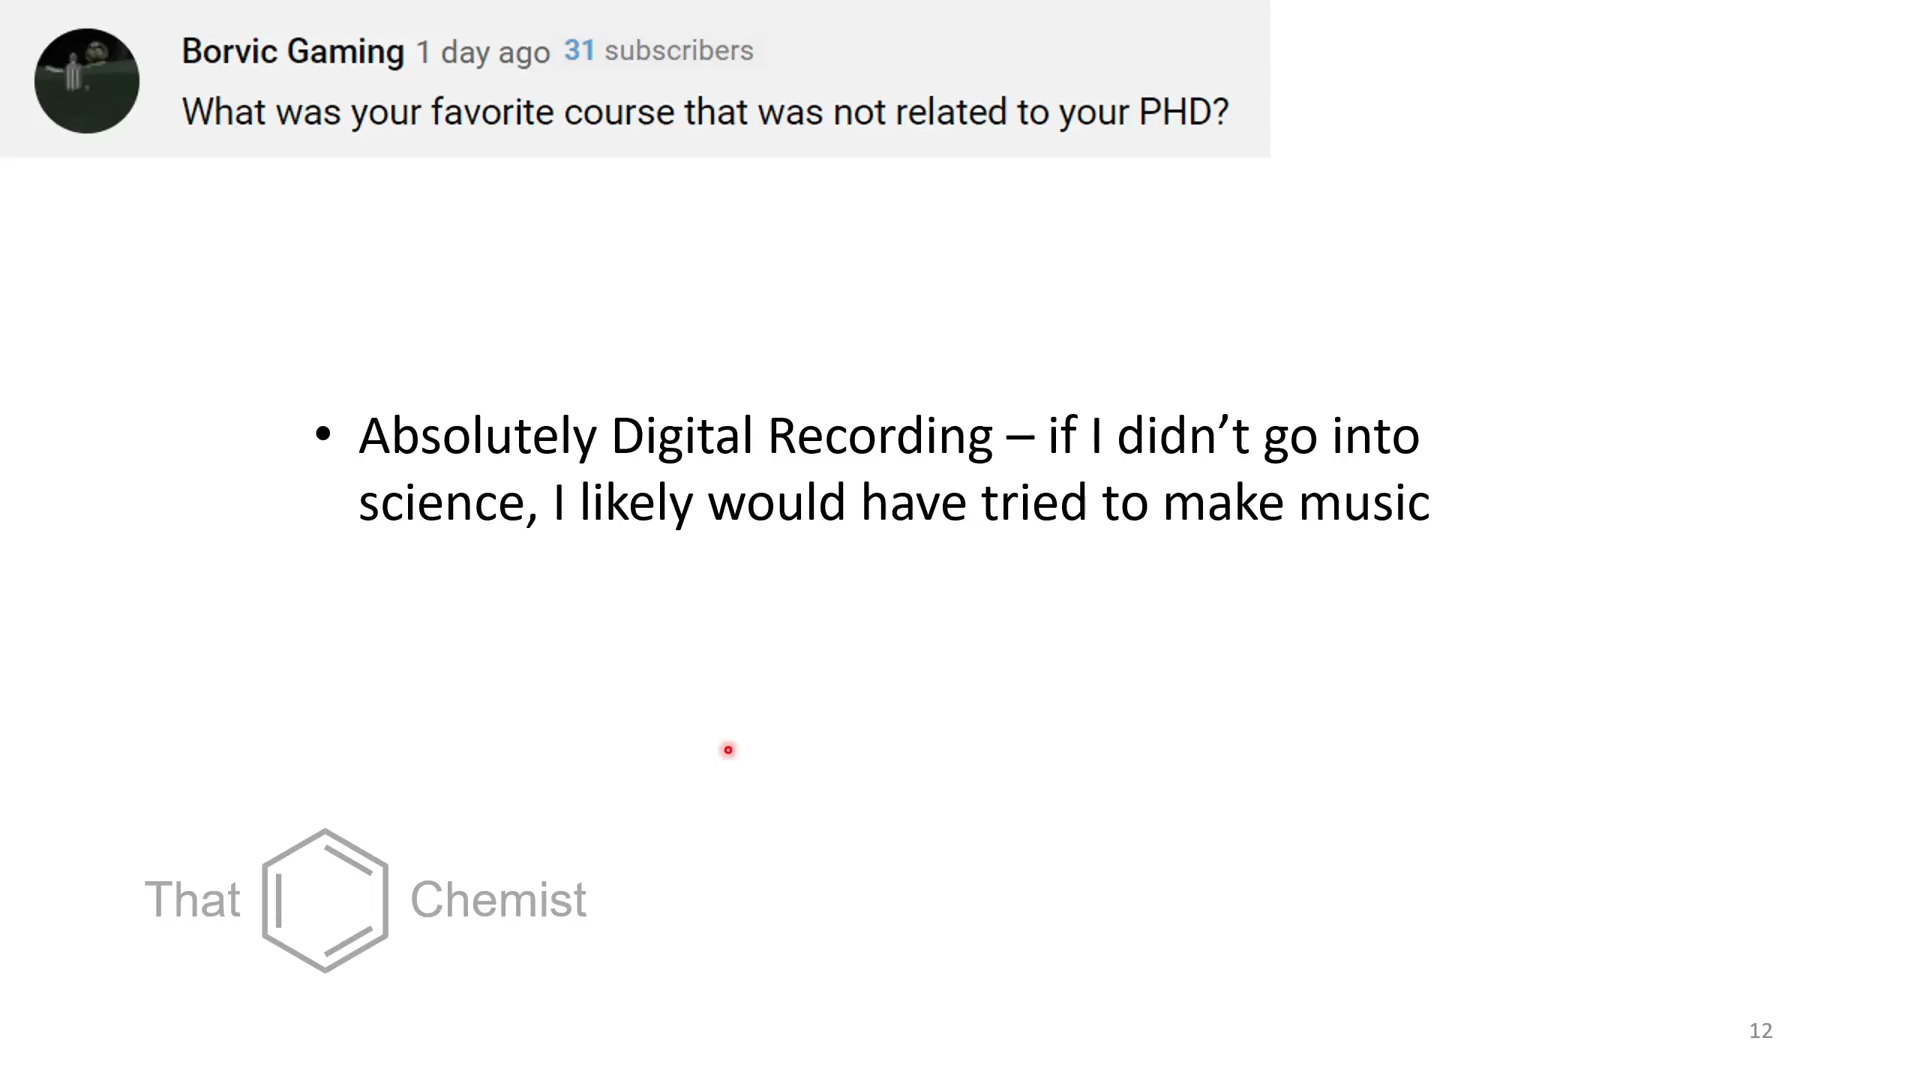 Borvic Gaming 1 day ago 31 subscribers
What was your favorite course that was not related to your PHD?
• Absolutely Digital Recording – if I didn’t go into
science, I likely would have tried to make music
That Chemist
12